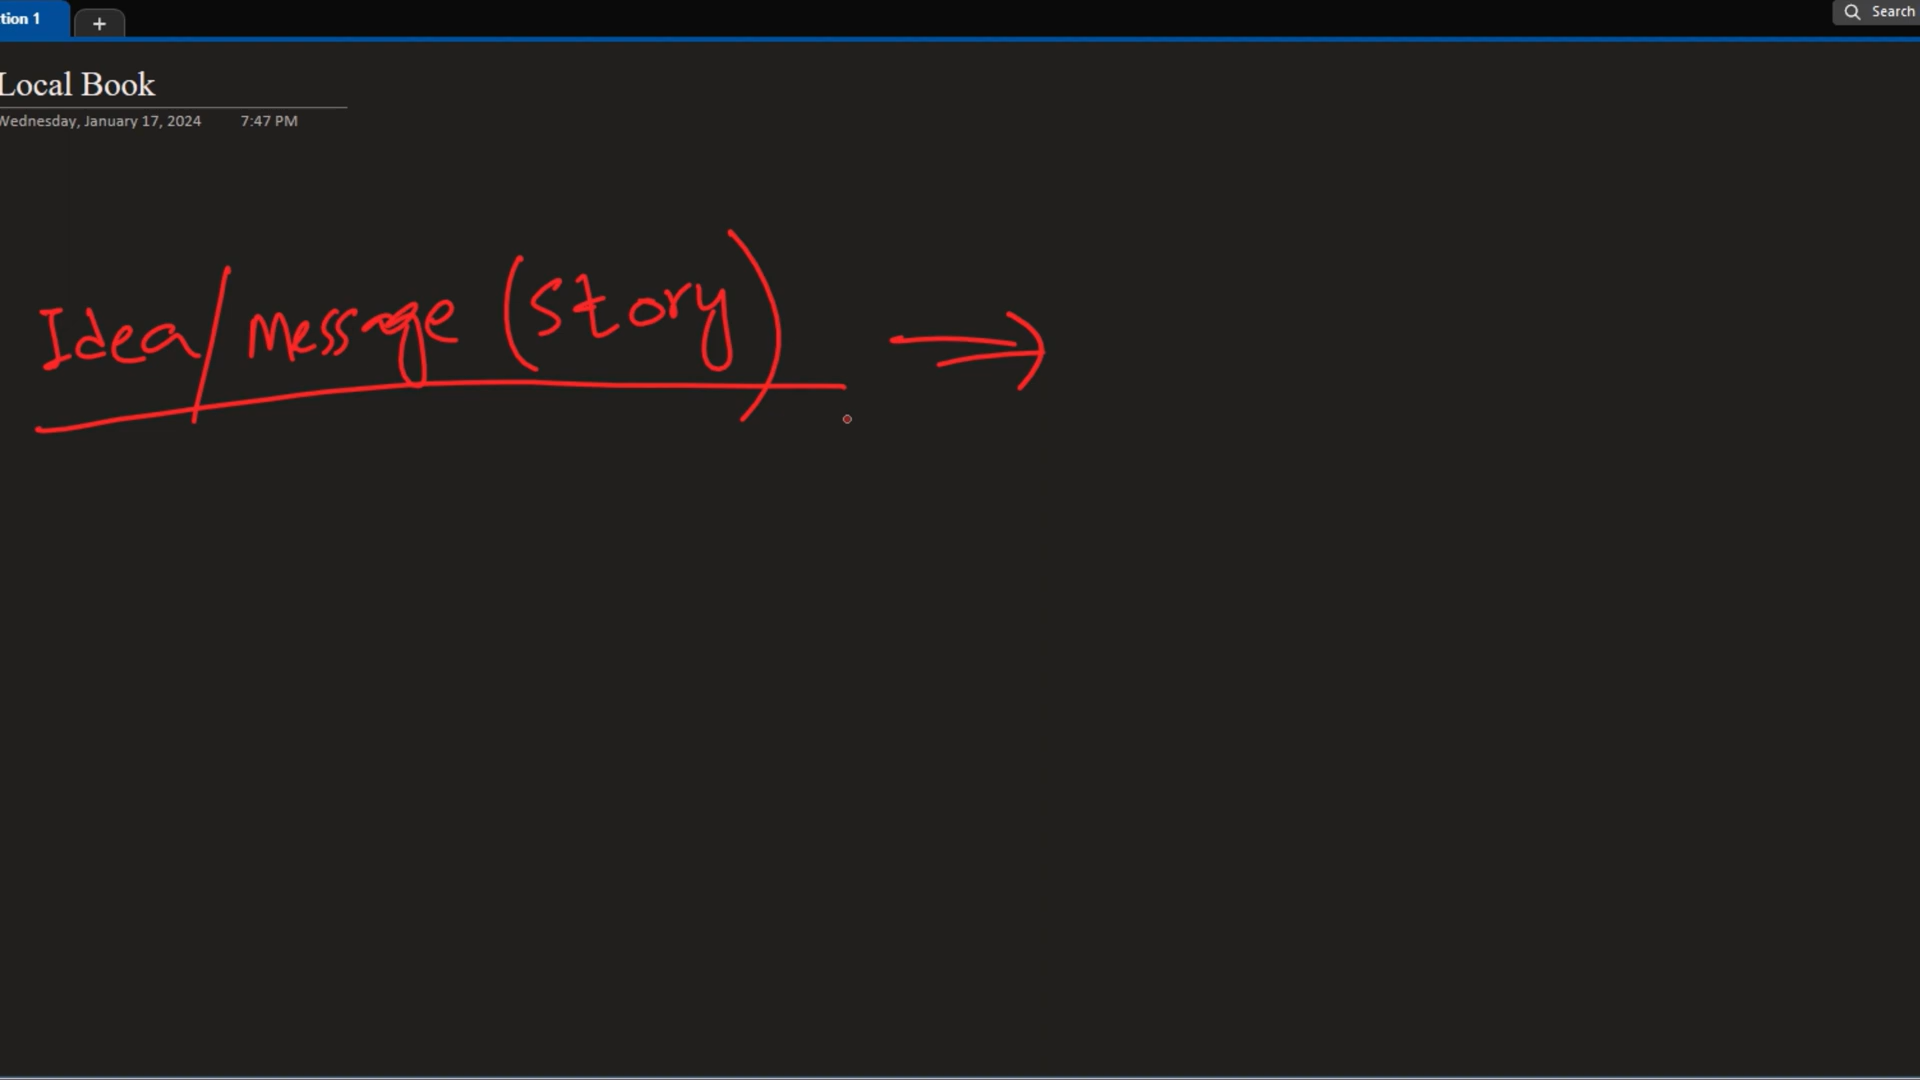 tion 1 + Search
Local Book
Wednesday, January 17, 2024 7:47 PM
Idea/Message (Story) ⇒